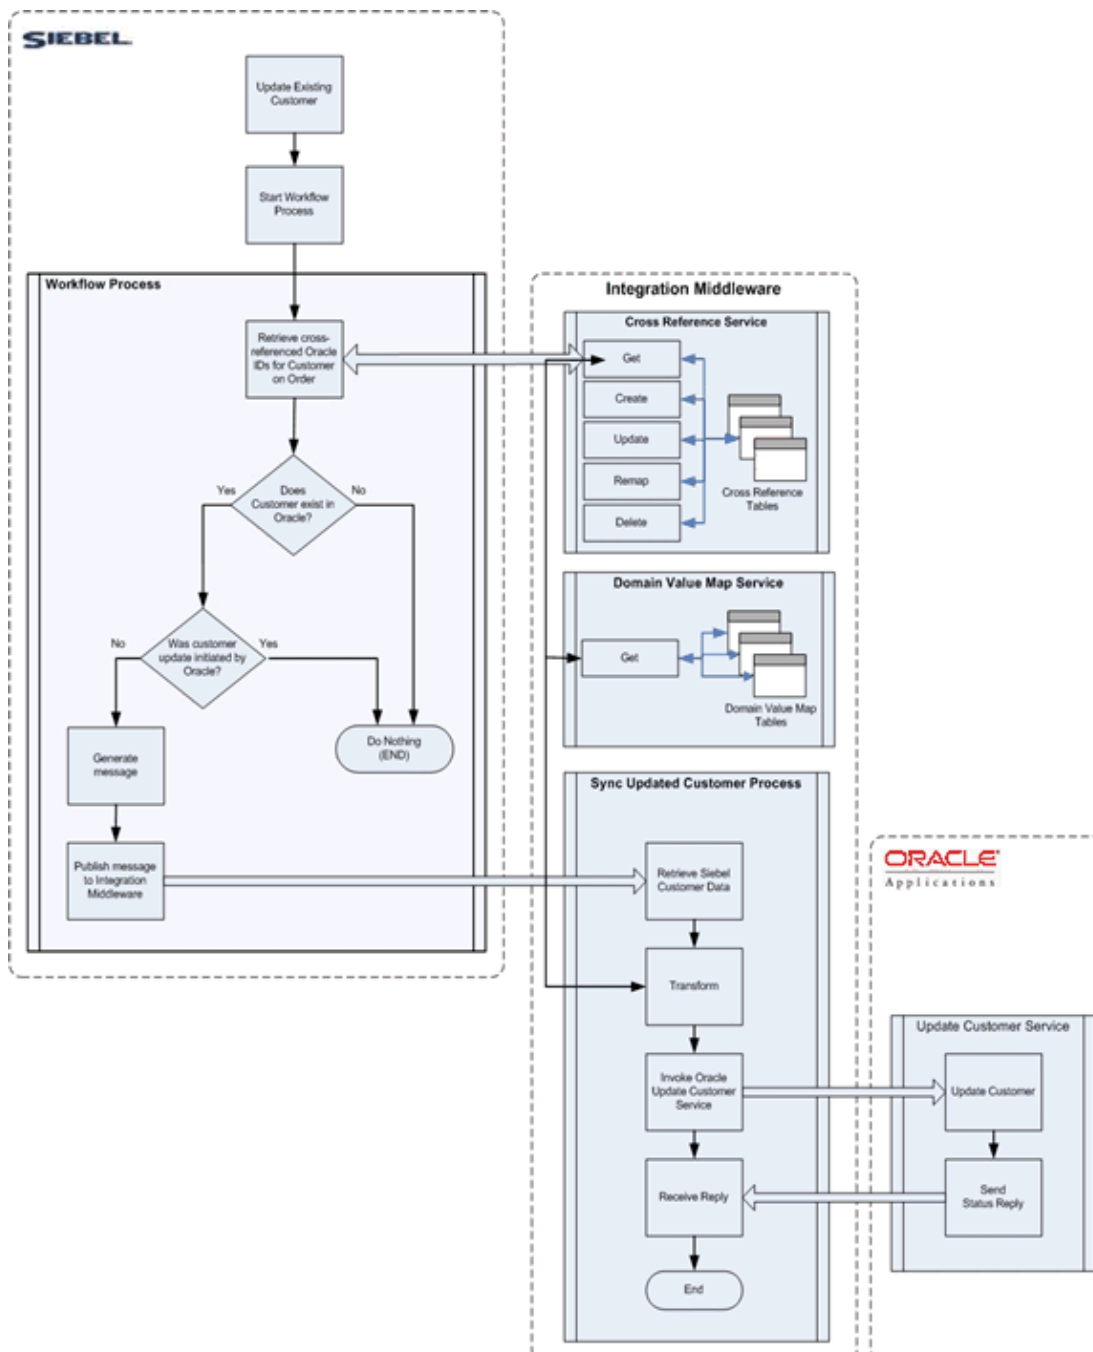 SIEBEL
Update Existing
Customer
Start Workflow
Process
Workflow Process
Retrieve cross-
referenced Oracle
IDs for Customer
on Order
Does
Customer exist in
Oracle?
Yes
No
Was customer
update initiated by
Oracle?
No
Yes
Do Nothing
(END)
Generate
message
Publish message
to Integration
Middleware
Integration Middleware
Cross Reference Service
Get
Create
Update
Remap
Delete
Cross Reference
Tables
Domain Value Map Service
Get
Domain Value Map
Tables
Sync Updated Customer Process
Retrieve Siebel
Customer Data
Transform
Invoke Oracle
Update Customer
Service
Receive Reply
End
ORACLE
Applications
Update Customer Service
Update Customer
Send
Status Reply